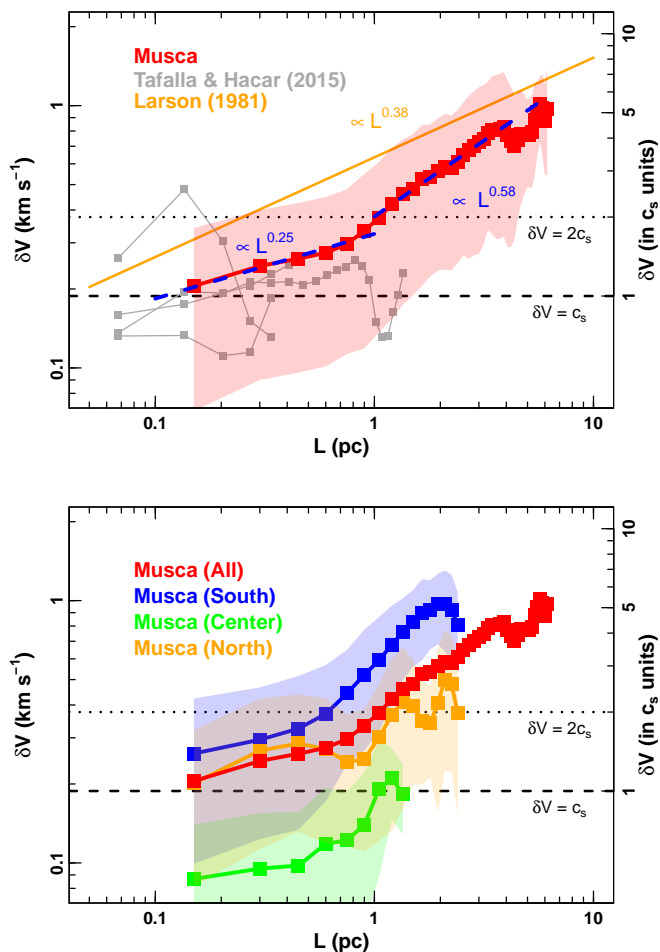 Musca
Tafalla & Hacar (2015)
Larson (1981)
∝ L^0.38
∝ L^0.58
∝ L^0.25
δV = 2c_s
δV = c_s
δV (km s⁻¹)
1
0.1
δV (in c_s units)
10
5
1
0.1
1
10
L (pc)
Musca (All)
Musca (South)
Musca (Center)
Musca (North)
δV = 2c_s
δV = c_s
δV (km s⁻¹)
1
0.1
δV (in c_s units)
10
5
1
0.1
1
10
L (pc)